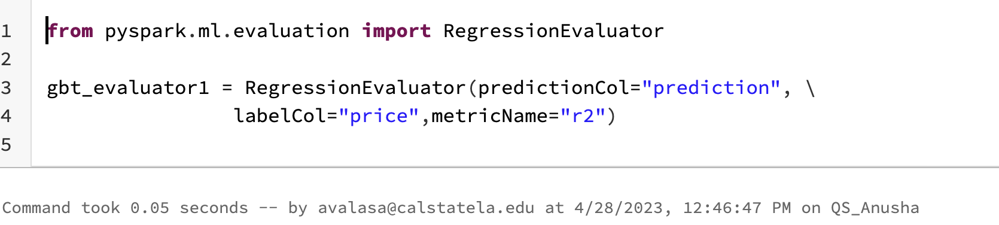 1 from pyspark.ml.evaluation import RegressionEvaluator
2
3 gbt_evaluator1 = RegressionEvaluator(predictionCol="prediction", \
4 labelCol="price",metricName="r2")
5
Command took 0.05 seconds -- by avalasa@calstatela.edu at 4/28/2023, 12:46:47 PM on QS_Anusha